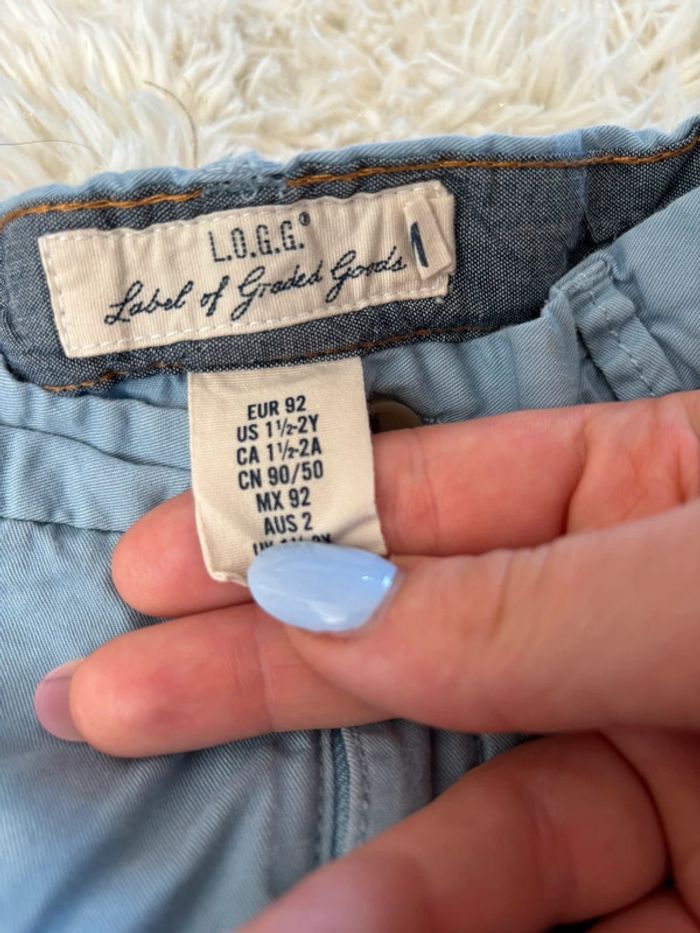 L.O.G.G.®
Label of Graded Goods
EUR 92
US 1½-2Y
CA 1½-2A
CN 90/50
MX 92
AUS 2